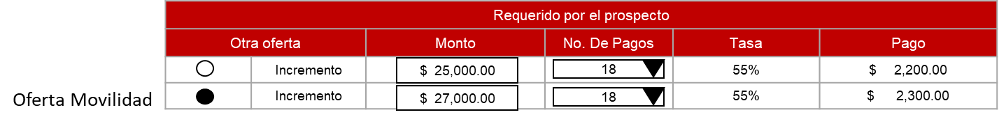 Requerido por el prospecto
Otra oferta Monto No. De Pagos Tasa Pago
Incremento $ 25,000.00 18 55% $ 2,200.00
Oferta Movilidad Incremento $ 27,000.00 18 55% $ 2,300.00